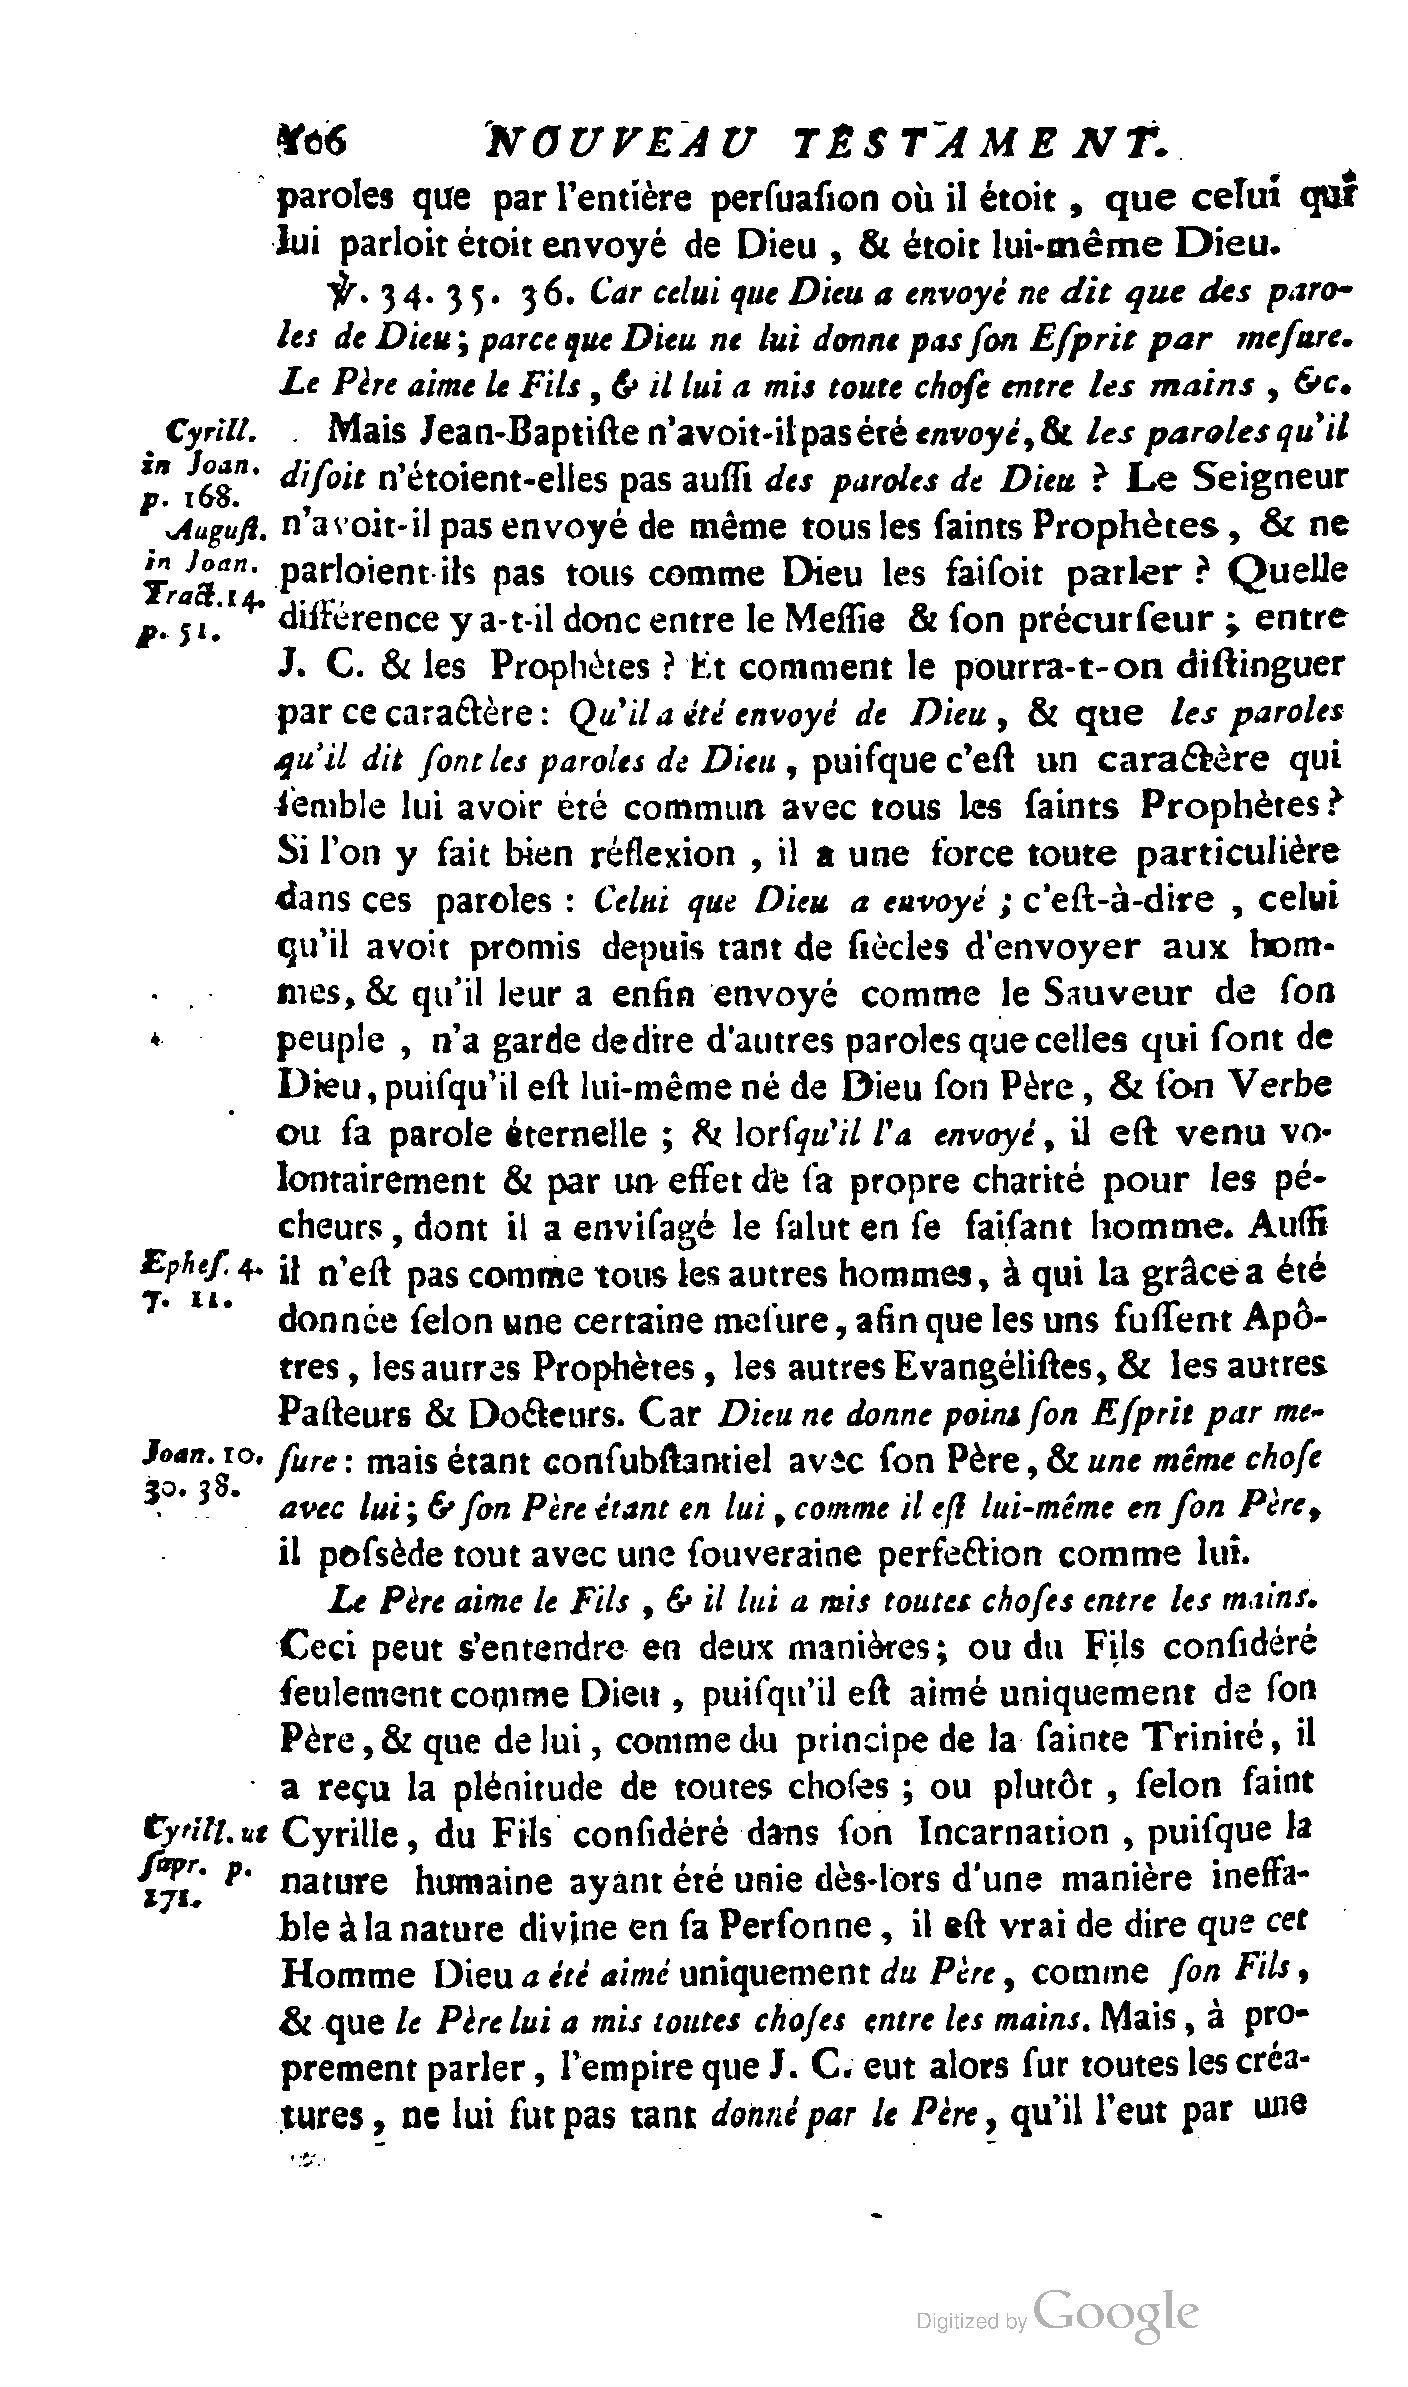 406 NOUVEAU TESTAMENT.
paroles que par l'entière perſuaſion où il étoit, que celui qui
lui parloit étoit envoyé de Dieu, & étoit lui-même Dieu.
℣. 34. 35. 36. Car celui que Dieu a envoyé ne dit que des paro-
les de Dieu; parce que Dieu ne lui donne pas ſon Eſprit par meſure.
Le Père aime le Fils, & il lui a mis toute choſe entre les mains, &c.
Cyrill.
in Joan.
p. 168.
Auguſt.
in Joan.
Tract. 14.
p. 51.
Mais Jean-Baptiſte n'avoit-il pas été envoyé, & les paroles qu'il
diſoit n'étoient-elles pas auſſi des paroles de Dieu? Le Seigneur
n'avoit-il pas envoyé de même tous les ſaints Prophètes, & ne
parloient-ils pas tous comme Dieu les faiſoit parler? Quelle
différence y a-t-il donc entre le Meſſie & ſon précurſeur; entre
J. C. & les Prophètes? Et comment le pourra-t-on diſtinguer
par ce caractère: Qu'il a été envoyé de Dieu, & que les paroles
qu'il dit ſont les paroles de Dieu, puiſque c'eſt un caractère qui
ſemble lui avoir été commun avec tous les ſaints Prophètes?
Si l'on y fait bien réflexion, il a une force toute particulière
dans ces paroles: Celui que Dieu a envoyé; c'eſt-à-dire, celui
qu'il avoit promis depuis tant de ſiècles d'envoyer aux hom-
mes, & qu'il leur a enfin envoyé comme le Sauveur de ſon
peuple, n'a garde de dire d'autres paroles que celles qui ſont de
Dieu, puiſqu'il eſt lui-même né de Dieu ſon Père, & ſon Verbe
ou ſa parole éternelle; & lorſqu'il l'a envoyé, il eſt venu vo-
lontairement & par un effet de ſa propre charité pour les pé-
cheurs, dont il a enviſagé le ſalut en ſe faiſant homme. Auſſi
Epheſ. 4.
7. 11.
il n'eſt pas comme tous les autres hommes, à qui la grâce a été
donnée ſelon une certaine meſure, afin que les uns fuſſent Apô-
tres, les autres Prophètes, les autres Evangéliſtes, & les autres
Paſteurs & Docteurs. Car Dieu ne donne point ſon Eſprit par me-
Joan. 10.
30. 38.
ſure: mais étant conſubſtantiel avec ſon Père, & une même choſe
avec lui; & ſon Père étant en lui, comme il eſt lui-même en ſon Père,
il poſsède tout avec une ſouveraine perfection comme lui.
Le Père aime le Fils, & il lui a mis toutes choſes entre les mains.
Ceci peut s'entendre en deux manières; ou du Fils conſidéré
ſeulement comme Dieu, puiſqu'il eſt aimé uniquement de ſon
Père, & que de lui, comme du principe de la ſainte Trinité, il
a reçu la plénitude de toutes choſes; ou plutôt, ſelon ſaint
Cyrill. ut
ſupr. p.
171.
Cyrille, du Fils conſidéré dans ſon Incarnation, puiſque la
nature humaine ayant été unie dès-lors d'une manière ineffa-
ble à la nature divine en ſa Perſonne, il eſt vrai de dire que cet
Homme Dieu a été aimé uniquement du Père, comme ſon Fils,
& que le Père lui a mis toutes choſes entre les mains. Mais, à pro-
prement parler, l'empire que J. C. eut alors ſur toutes les créa-
tures, ne lui fut pas tant donné par le Père, qu'il l'eut par une
Digitized by Google